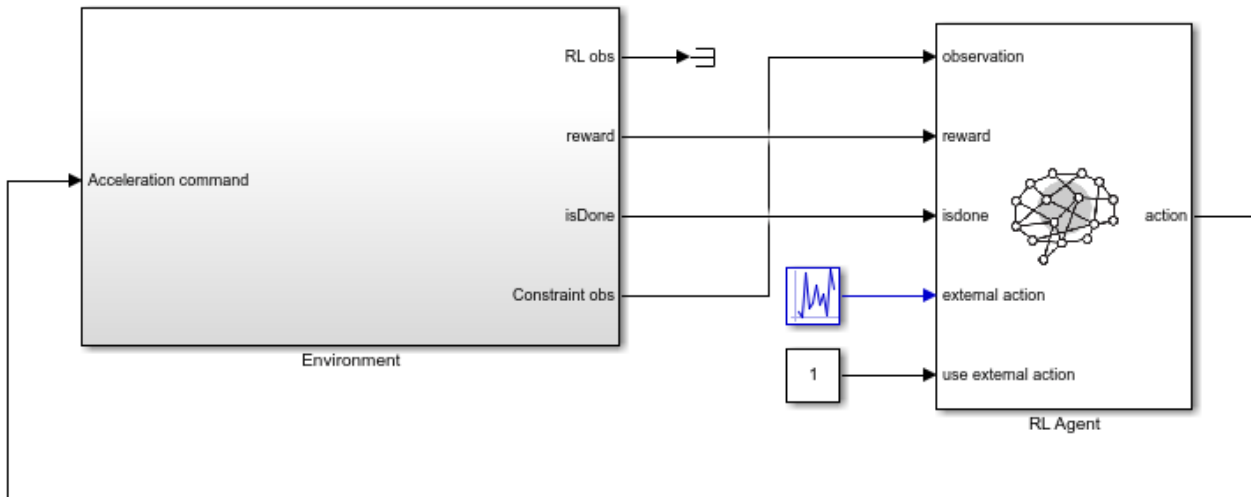 RL obs
observation
reward
reward
Acceleration command
isDone
isdone
action
Constraint obs
external action
1
use external action
Environment
RL Agent